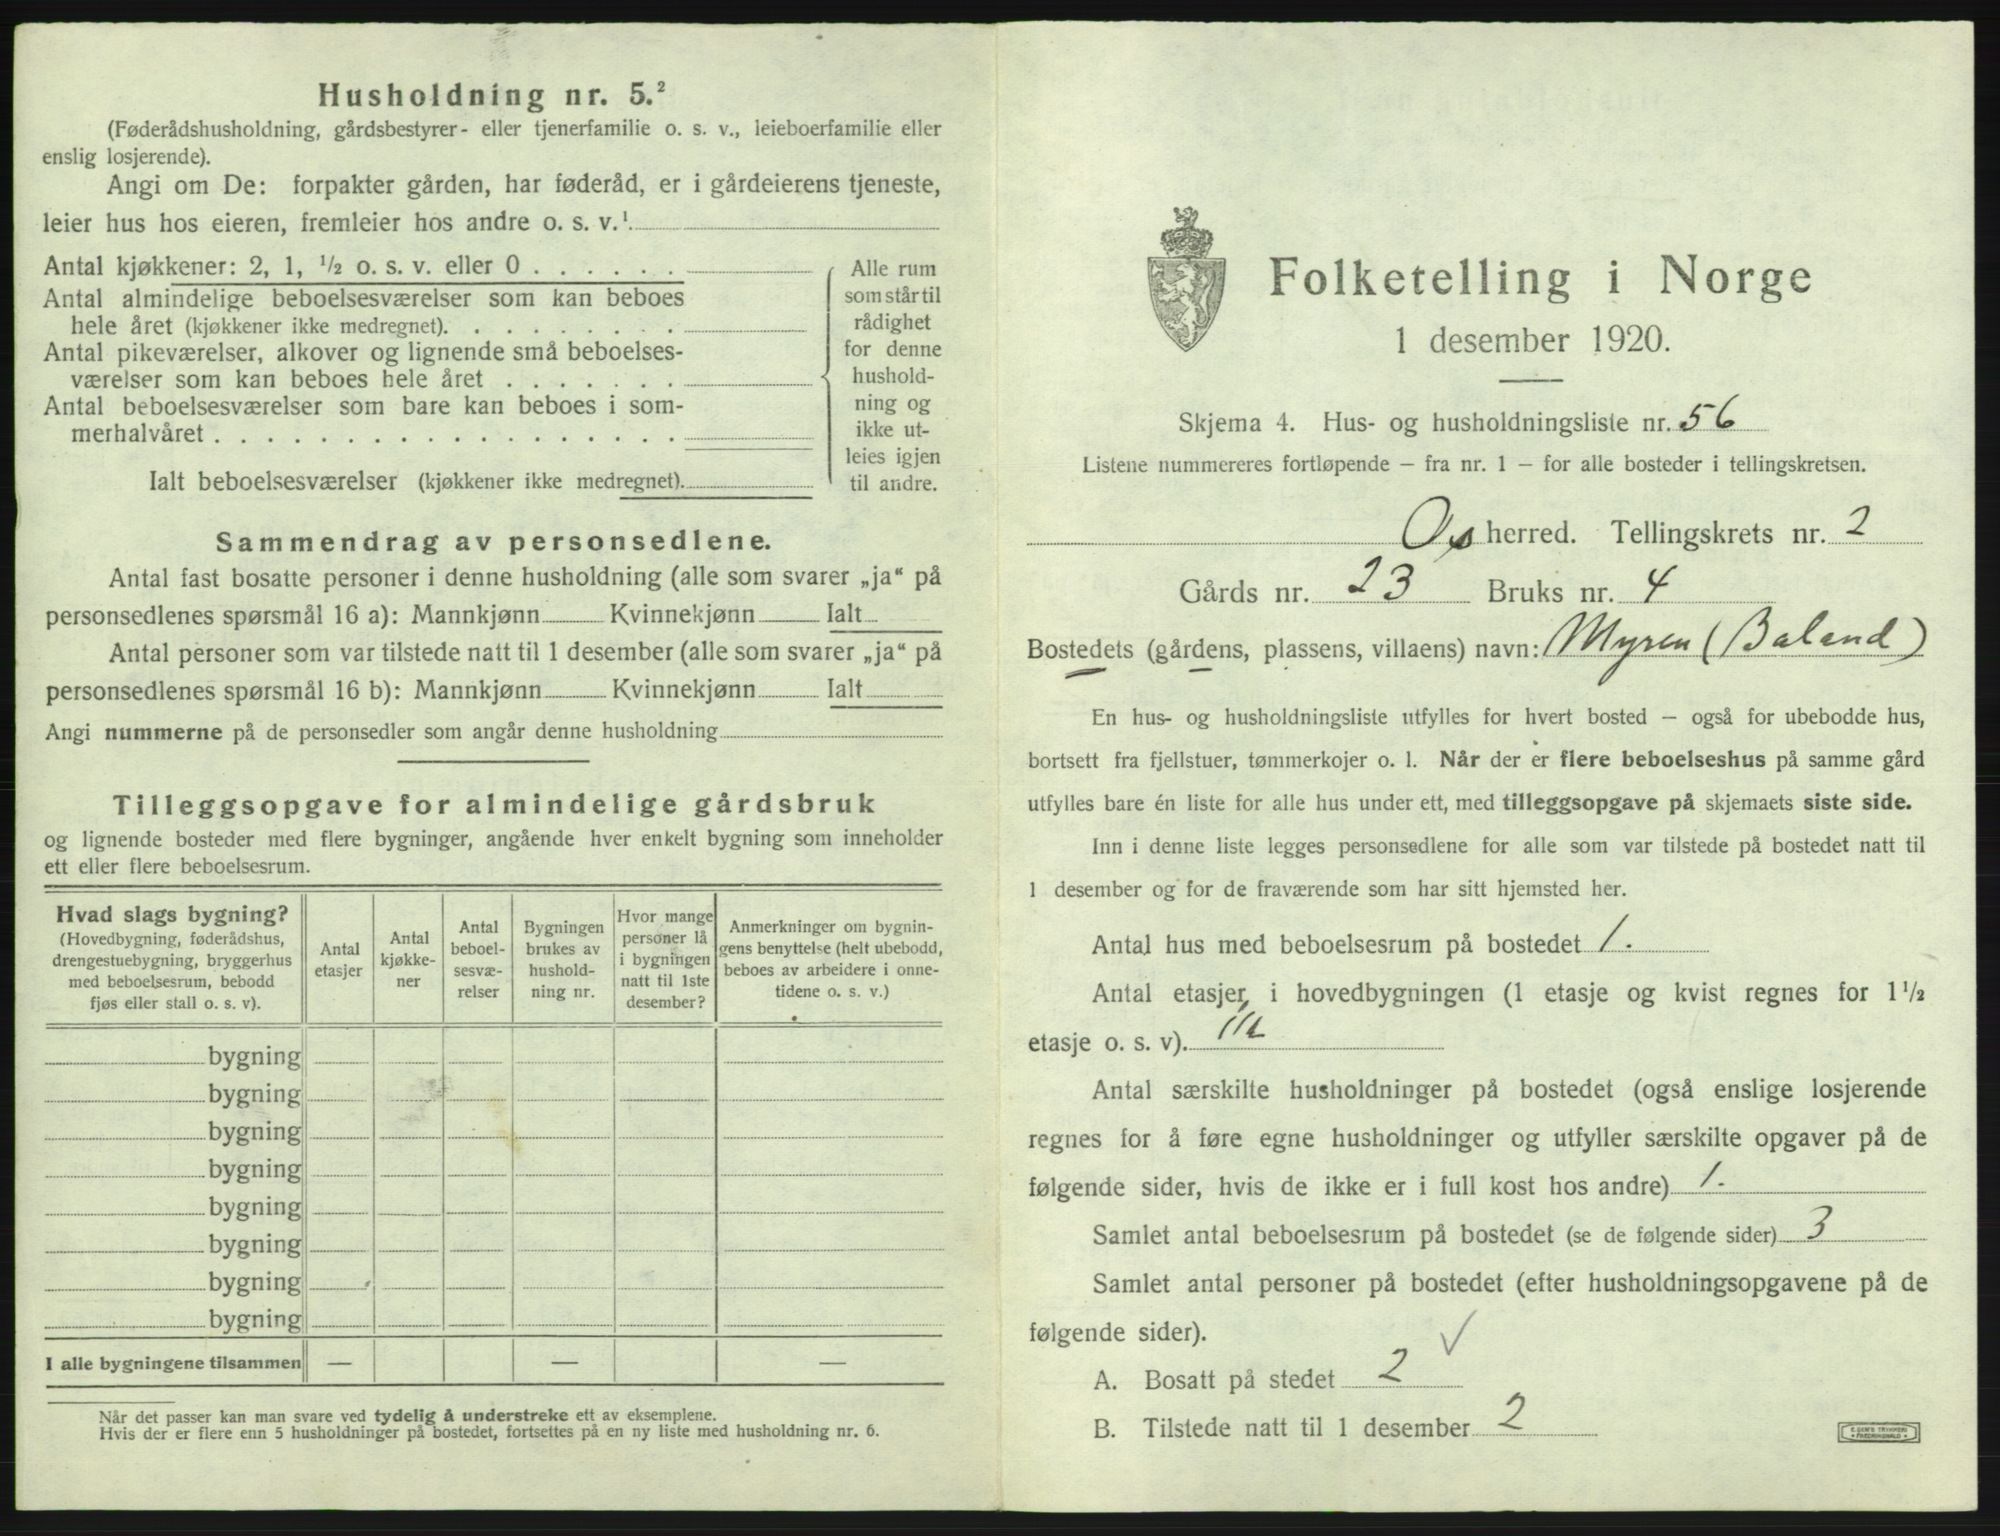 Husholdning nr. 5.²
(Føderådshusholdning, gårdsbestyrer- eller tjenerfamilie o. s. v., leieboerfamilie eller
enslig losjerende).
Angi om De: forpakter gården, har føderåd, er i gårdeierens tjeneste,
leier hus hos eieren, fremleier hos andre o. s. v.¹
Antal kjøkkener: 2, 1, ½ o. s. v. eller 0 . . . . . .
Antal almindelige beboelsesværelser som kan beboes
hele året (kjøkkener ikke medregnet). . . . . . . . .
Antal pikeværelser, alkover og lignende små beboelses-
værelser som kan beboes hele året . . . . . . .
Antal beboelsesværelser som bare kan beboes i som-
merhalvåret . . . . . . . . . . . . . . . . . .
Ialt beboelsesværelser (kjøkkener ikke medregnet).
Alle rum
som står til
rådighet
for denne
hushold-
ning og
ikke ut-
leies igjen
til andre.
Sammendrag av personsedlene.
Antal fast bosatte personer i denne husholdning (alle som svarer „ja“ på
personsedlenes spørsmål 16 a): Mannkjønn Kvinnekjønn Ialt
Antal personer som var tilstede natt til 1 desember (alle som svarer „ja“ på
personsedlenes spørsmål 16 b): Mannkjønn Kvinnekjønn Ialt
Angi nummerne på de personsedler som angår denne husholdning
Tilleggsopgave for almindelige gårdsbruk
og lignende bosteder med flere bygninger, angående hver enkelt bygning som inneholder
ett eller flere beboelsesrum.
Hvad slags bygning?
(Hovedbygning, føderådshus,
drengestuebygning, bryggerhus
med beboelsesrum, bebodd
fjøs eller stall o. s. v).
Antal
etasjer
Antal
kjøkke-
ner
Antal
beboel-
sesvæ-
relser
Bygningen
brukes av
hushold-
ning nr.
Hvor mange
personer lå
i bygningen
natt til 1ste
desember?
Anmerkninger om bygnin-
gens benyttelse (helt ubebodd,
beboes av arbeidere i onne-
tidene o. s. v.)
bygning
bygning
bygning
bygning
bygning
bygning
bygning
bygning
I alle bygningene tilsammen — — —
Når det passer kan man svare ved tydelig å understreke ett av eksemplene.
Hvis der er flere enn 5 husholdninger på bostedet, fortsettes på en ny liste med husholdning nr. 6.
Folketelling i Norge
1 desember 1920.
Skjema 4. Hus- og husholdningsliste nr. 56
Listene nummereres fortløpende — fra nr. 1 — for alle bosteder i tellingskretsen.
Os herred. Tellingskrets nr. 2
Gårds nr. 23 Bruks nr. 4
Bostedets (gårdens, plassens, villaens) navn: Myren (Baland)
En hus- og husholdningsliste utfylles for hvert bosted — også for ubebodde hus,
bortsett fra fjellstuer, tømmerkojer o. l. Når der er flere beboelseshus på samme gård
utfylles bare én liste for alle hus under ett, med tilleggsopgave på skjemaets siste side.
Inn i denne liste legges personsedlene for alle som var tilstede på bostedet natt til
1 desember og for de fraværende som har sitt hjemsted her.
Antal hus med beboelsesrum på bostedet 1.
Antal etasjer i hovedbygningen (1 etasje og kvist regnes for 1½
etasje o. s. v). 1½
Antal særskilte husholdninger på bostedet (også enslige losjerende
regnes for å føre egne husholdninger og utfyller særskilte opgaver på de
følgende sider, hvis de ikke er i full kost hos andre) 1.
Samlet antal beboelsesrum på bostedet (se de følgende sider) 3
Samlet antal personer på bostedet (efter husholdningsopgavene på de
følgende sider).
A. Bosatt på stedet 2 ✓
B. Tilstede natt til 1 desember 2